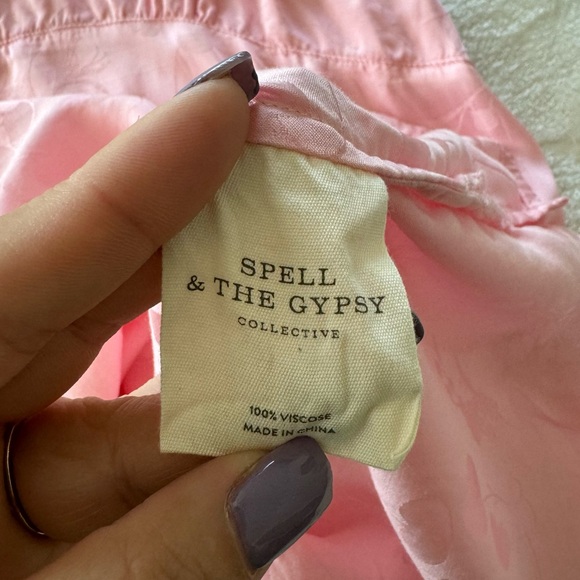 SPELL
& THE GYPSY
COLLECTIVE
100% VISCOSE
MADE IN CHINA